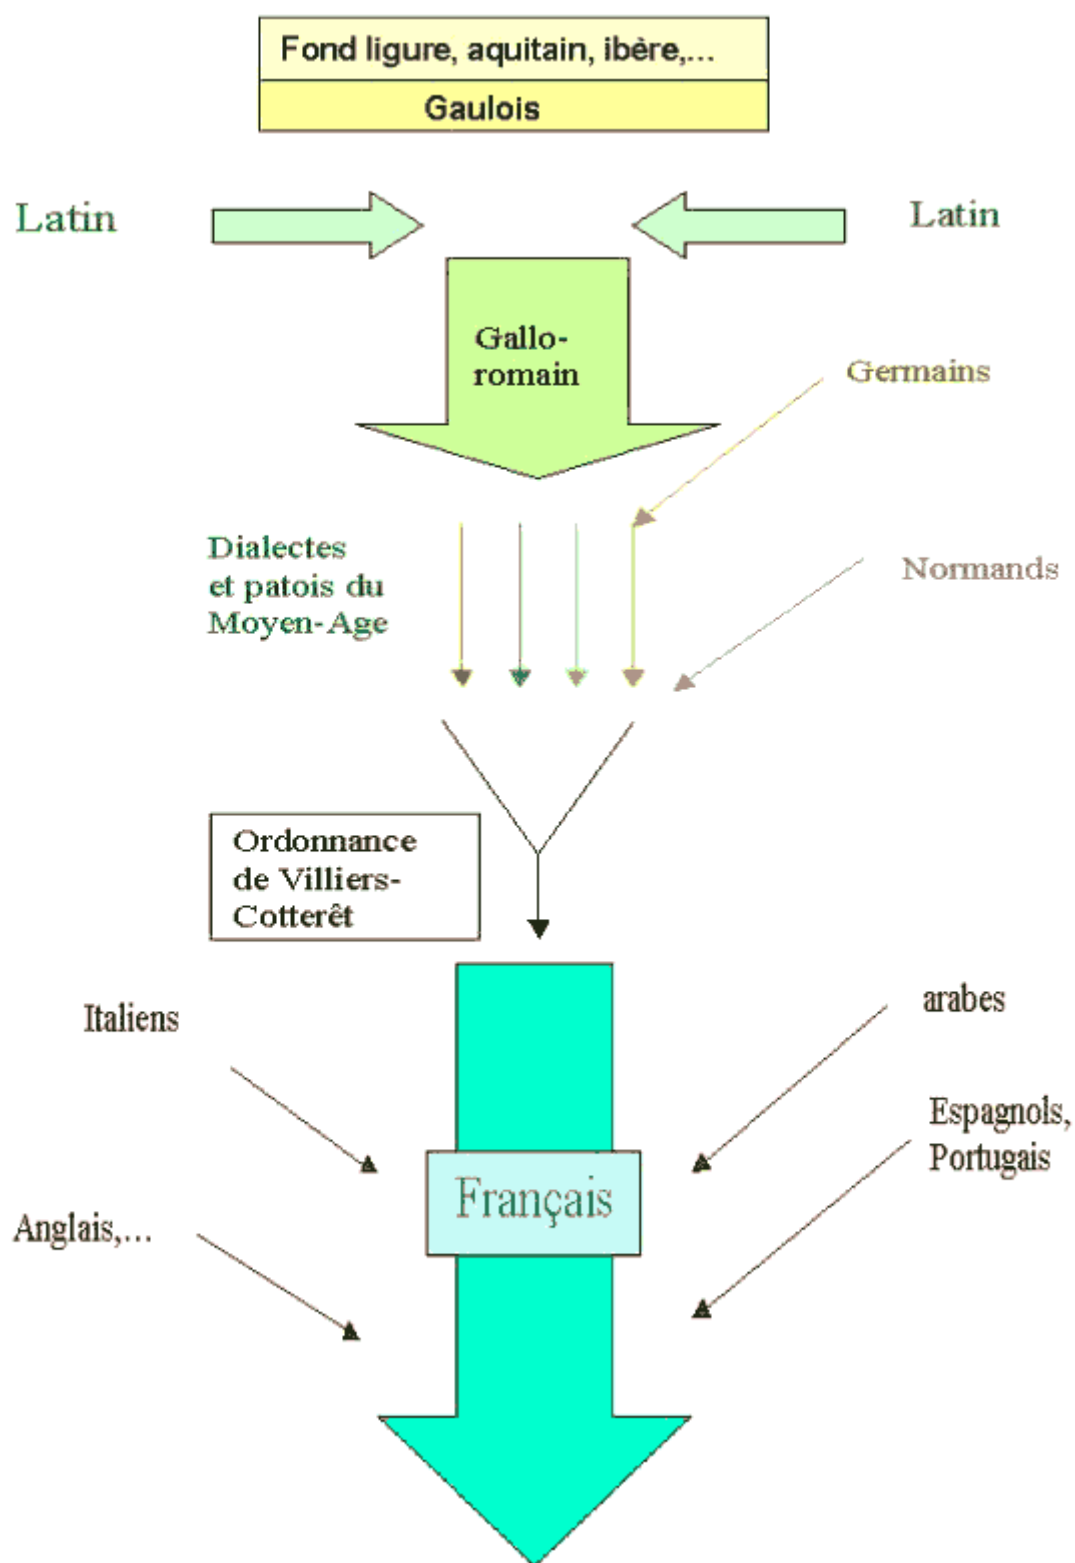 Fond ligure, aquitain, ibère,...
Gaulois
Latin
Latin
Gallo-
romain
Germains
Dialectes
et patois du
Moyen-Age
Normands
Ordonnance
de Villiers-
Cotterêt
Italiens
arabes
Espagnols,
Portugais
Français
Anglais,...